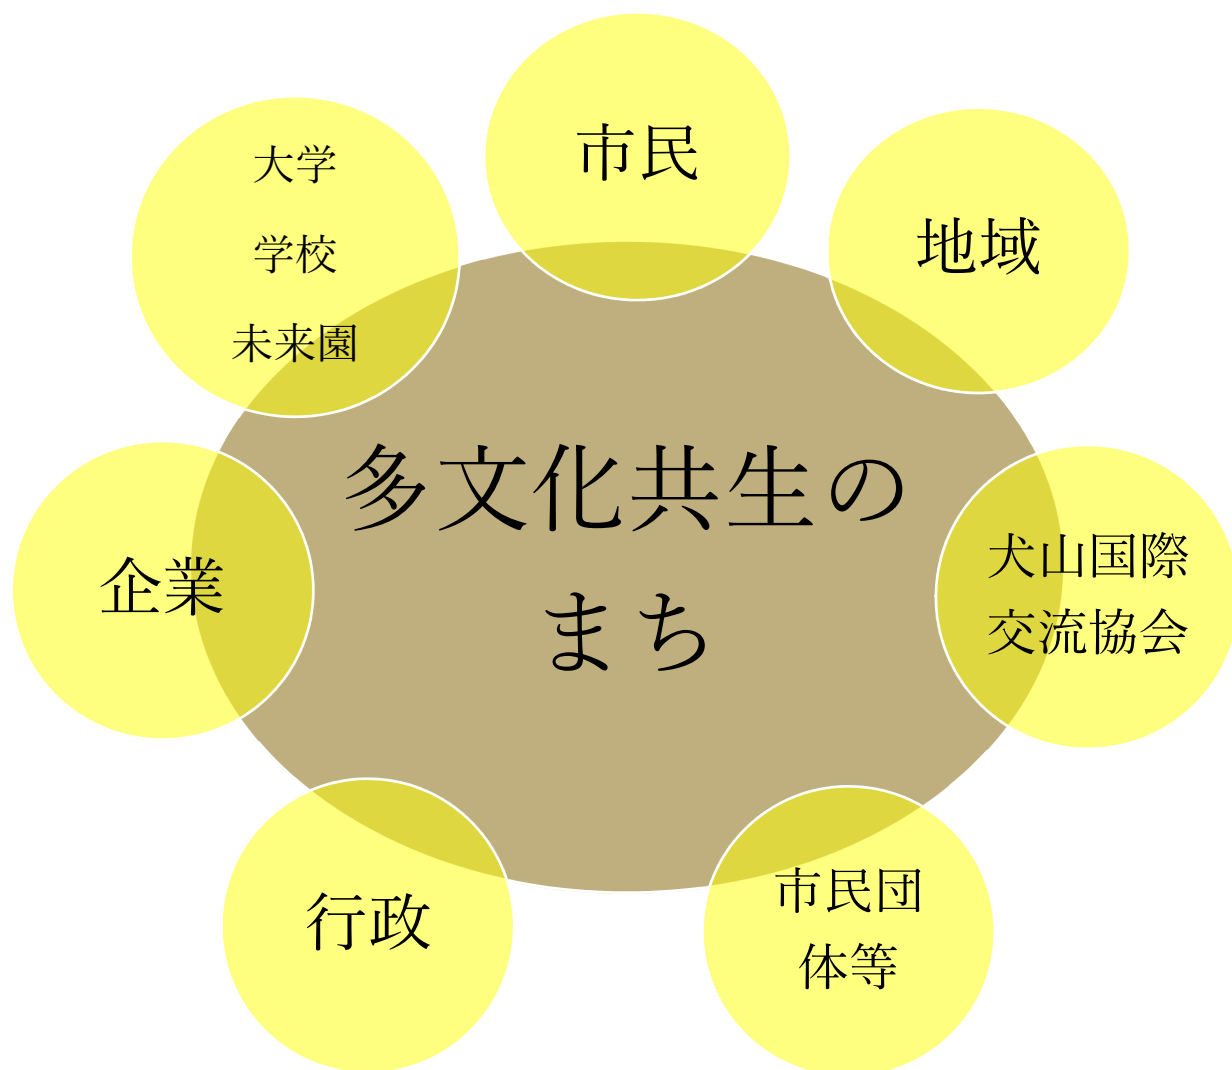 市民
大学
学校
未来園
地域
多文化共生の
まち
企業
犬山国際
交流協会
行政
市民団
体等